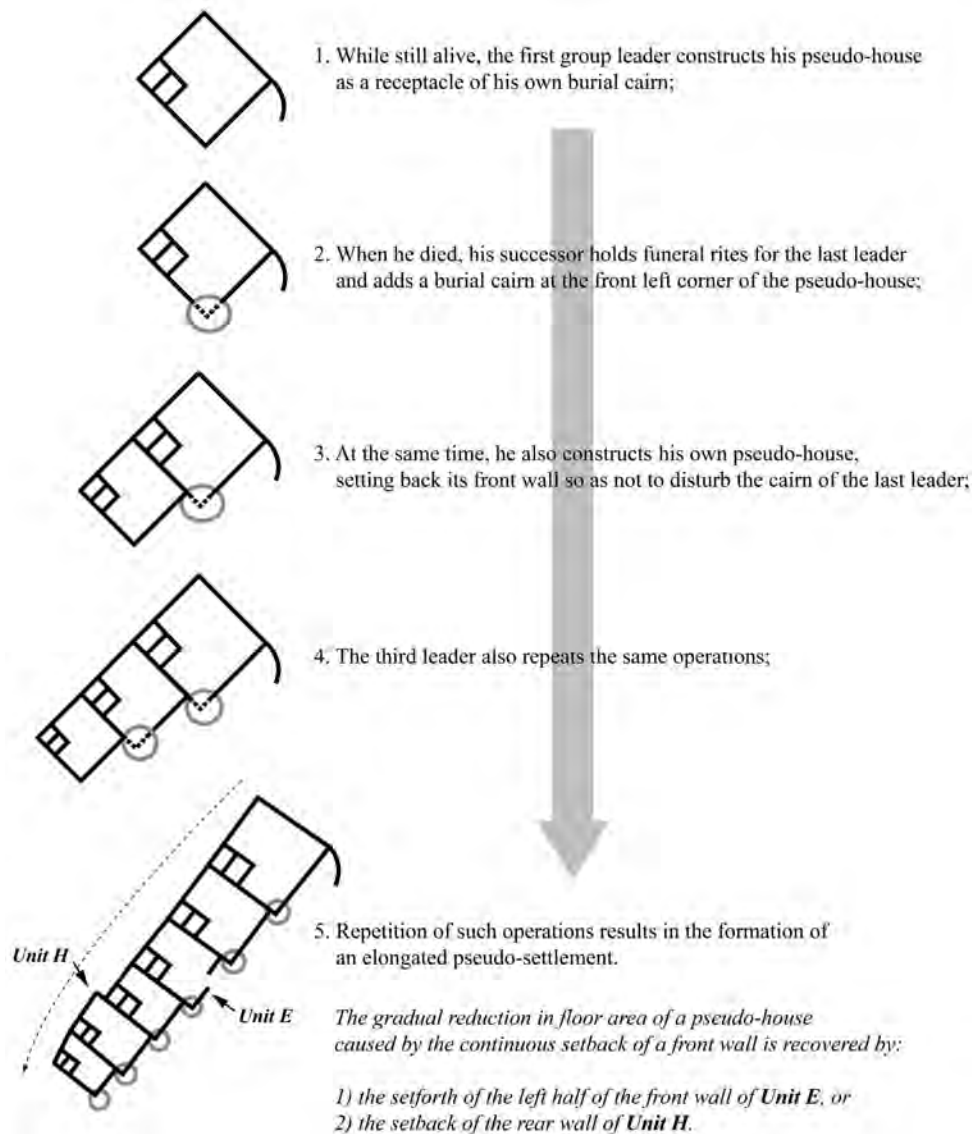 1. While still alive, the first group leader constructs his pseudo-house
as a receptacle of his own burial cairn;
2. When he died, his successor holds funeral rites for the last leader
and adds a burial cairn at the front left corner of the pseudo-house;
3. At the same time, he also constructs his own pseudo-house,
setting back its front wall so as not to disturb the cairn of the last leader;
4. The third leader also repeats the same operations;
5. Repetition of such operations results in the formation of
an elongated pseudo-settlement.
Unit H
Unit E
The gradual reduction in floor area of a pseudo-house
caused by the continuous setback of a front wall is recovered by:
1) the setforth of the left half of the front wall of Unit E, or
2) the setback of the rear wall of Unit H.